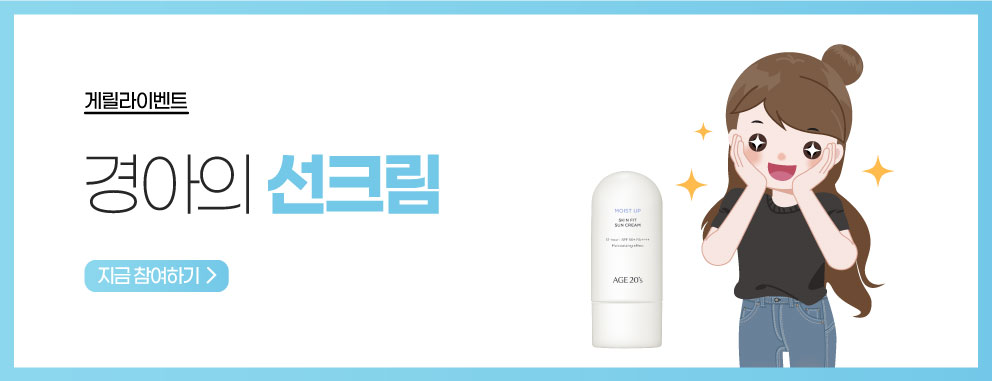 게릴라이벤트
경아의 선크림
지금 참여하기 >
MOIST UP
SKIN FIT
SUN CREAM
AGE 20's